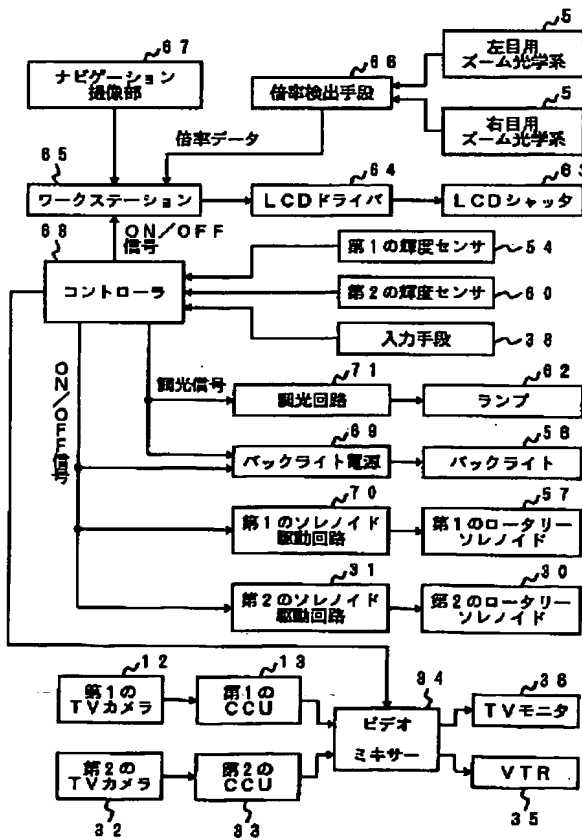 67
ナビゲーション
撮像部
66
倍率検出手段
5
左目用
ズーム光学系
5
右目用
ズーム光学系
倍率データ
65
ワークステーション
64
LCDドライバ
63
LCDシャッタ
68
ON/OFF
信号
コントローラ
第1の輝度センサ
54
第2の輝度センサ
60
入力手段
38
ON/OFF信号
調光信号
71
調光回路
62
ランプ
69
バックライト電源
58
バックライト
70
第1のソレノイド
駆動回路
57
第1のロータリー
ソレノイド
31
第2のソレノイド
駆動回路
30
第2のロータリー
ソレノイド
12
第1の
TVカメラ
13
第1の
CCU
34
ビデオ
ミキサー
36
TVモニタ
第2の
TVカメラ
32
第2の
CCU
33
VTR
35